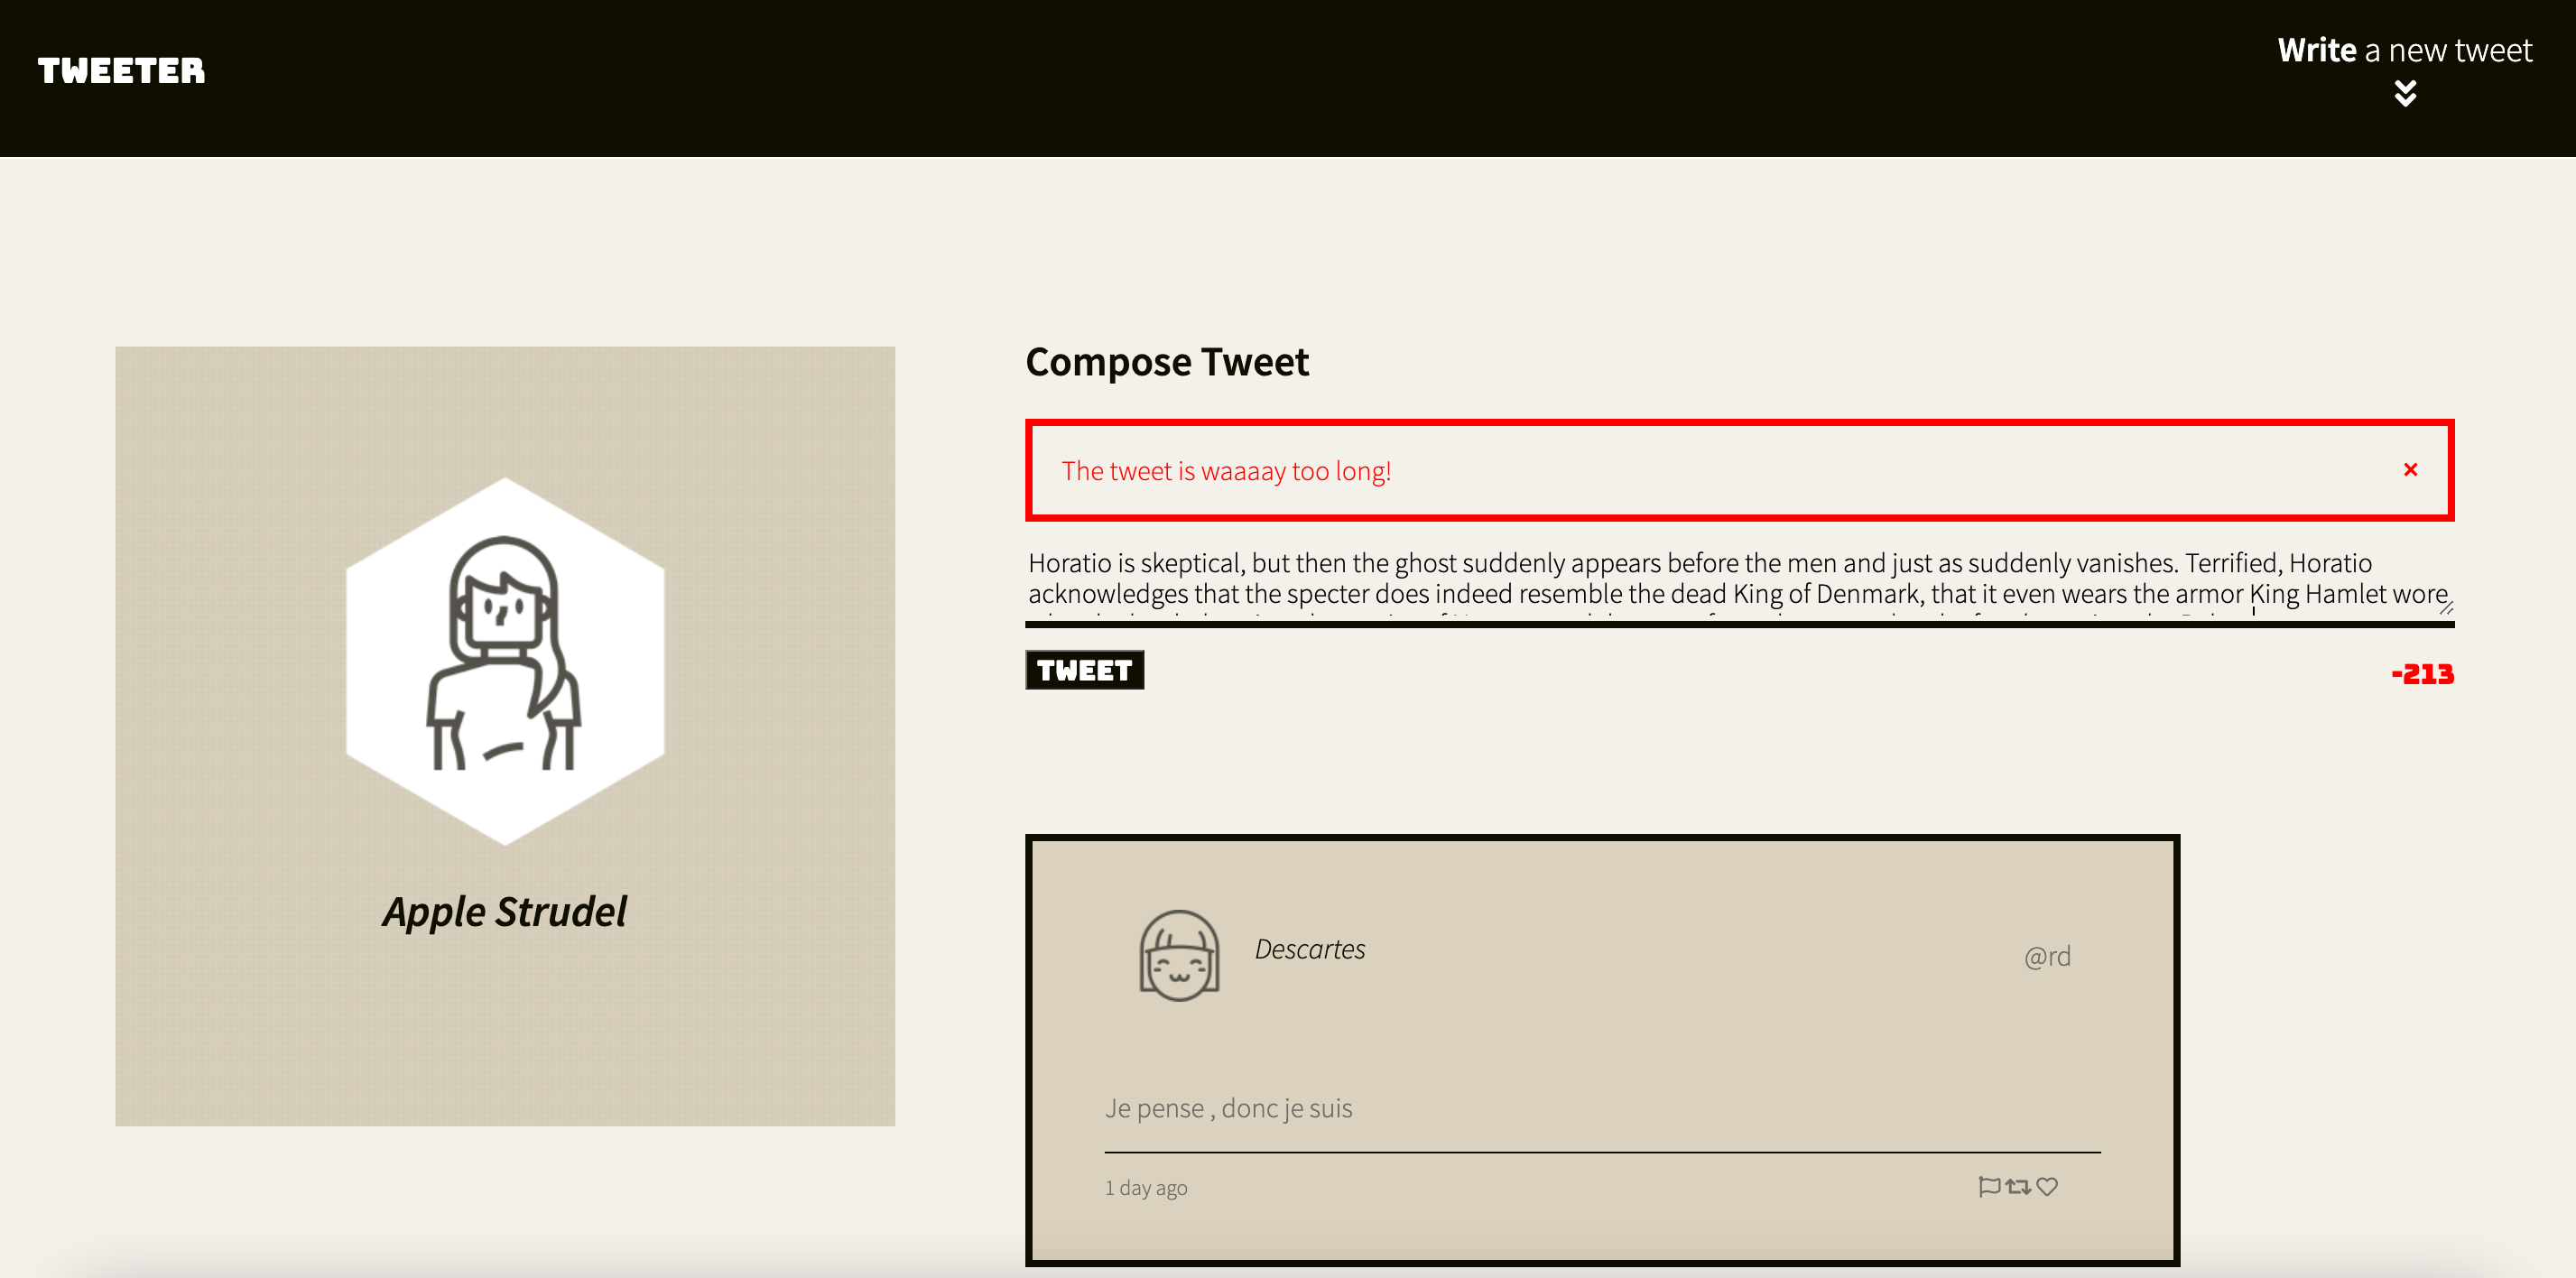 TWEETER
Write a new tweet
Compose Tweet
The tweet is waaaay too long!
×
Horatio is skeptical, but then the ghost suddenly appears before the men and just as suddenly vanishes. Terrified, Horatio
acknowledges that the specter does indeed resemble the dead King of Denmark, that it even wears the armor King Hamlet wore
TWEET
-213
Apple Strudel
Descartes
@rd
Je pense , donc je suis
1 day ago